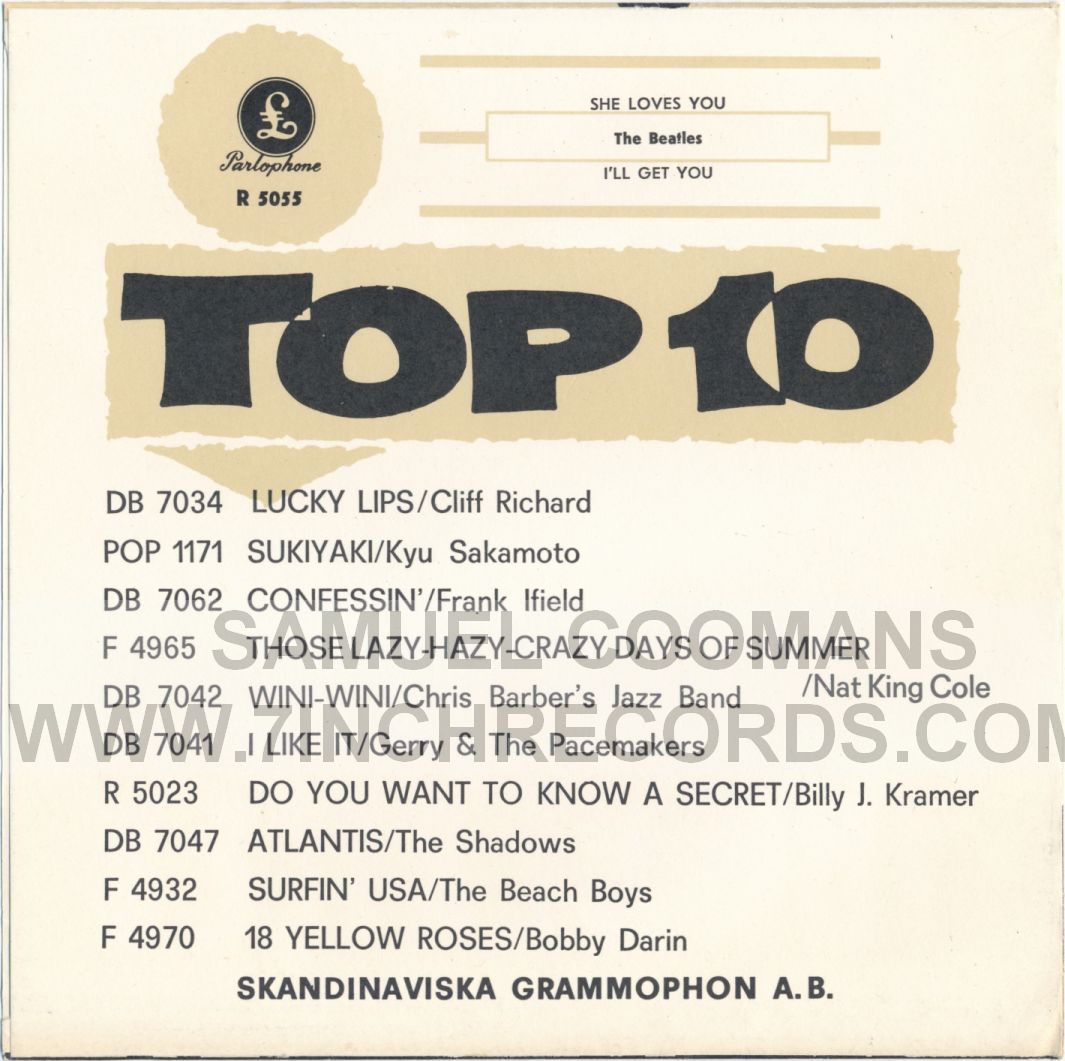 £
Parlophone
R 5055
SHE LOVES YOU
The Beatles
I'LL GET YOU
TOP 10
DB 7034 LUCKY LIPS/Cliff Richard
POP 1171 SUKIYAKI/Kyu Sakamoto
DB 7062 CONFESSIN'/Frank Ifield
SAMUEL COOMANS
F 4965 THOSE LAZY-HAZY-CRAZY DAYS OF SUMMER
/Nat King Cole
DB 7042 WINI-WINI/Chris Barber's Jazz Band
WWW.7INCHRECORDS.COM
DB 7041 I LIKE IT/Gerry & The Pacemakers
R 5023 DO YOU WANT TO KNOW A SECRET/Billy J. Kramer
DB 7047 ATLANTIS/The Shadows
F 4932 SURFIN' USA/The Beach Boys
F 4970 18 YELLOW ROSES/Bobby Darin
SKANDINAVISKA GRAMMOPHON A.B.